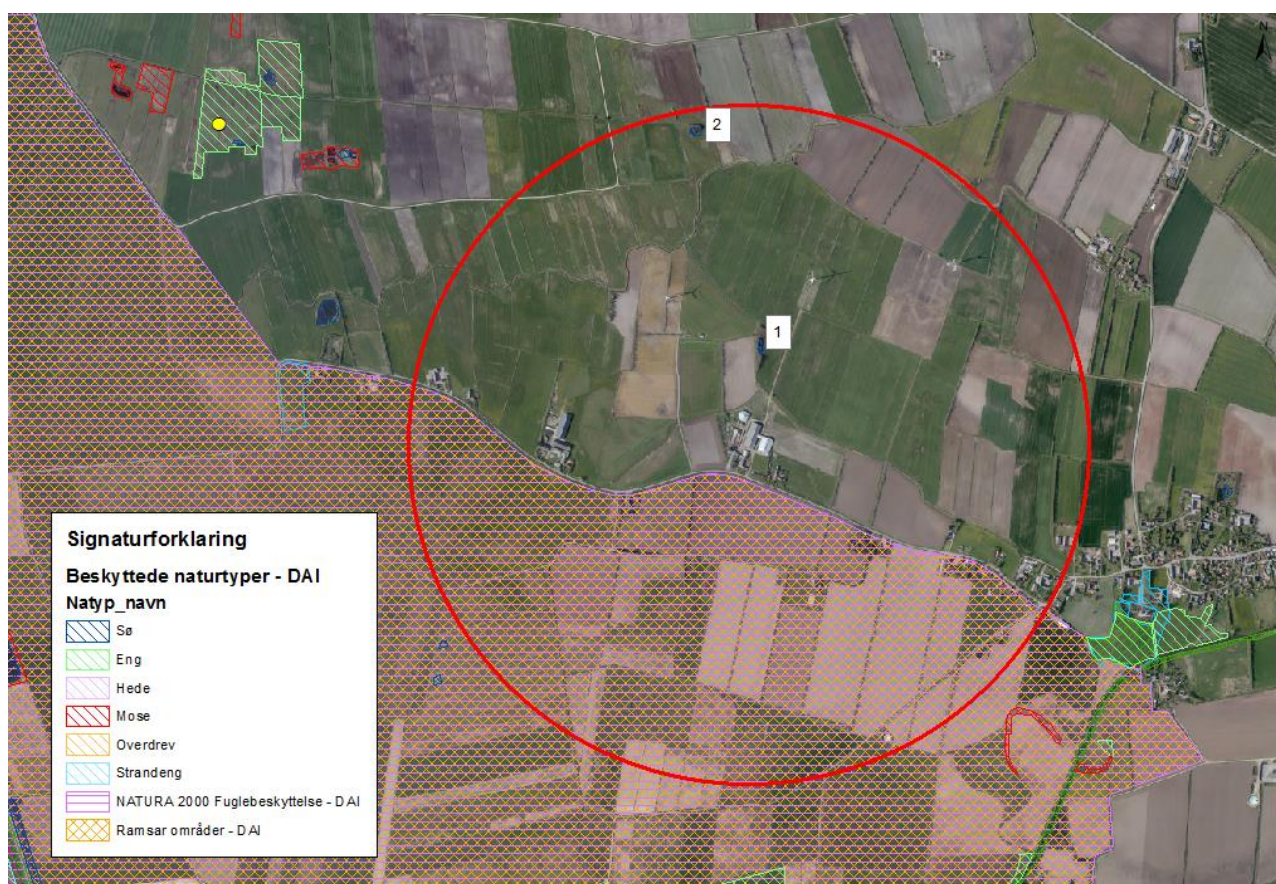 N
2
1
Signaturforklaring
Beskyttede naturtyper - DAI
Natyp_navn
Sø
Eng
Hede
Mose
Overdrev
Strandeng
NATURA 2000 Fuglebeskyttelse - DAI
Ramsar områder - DAI